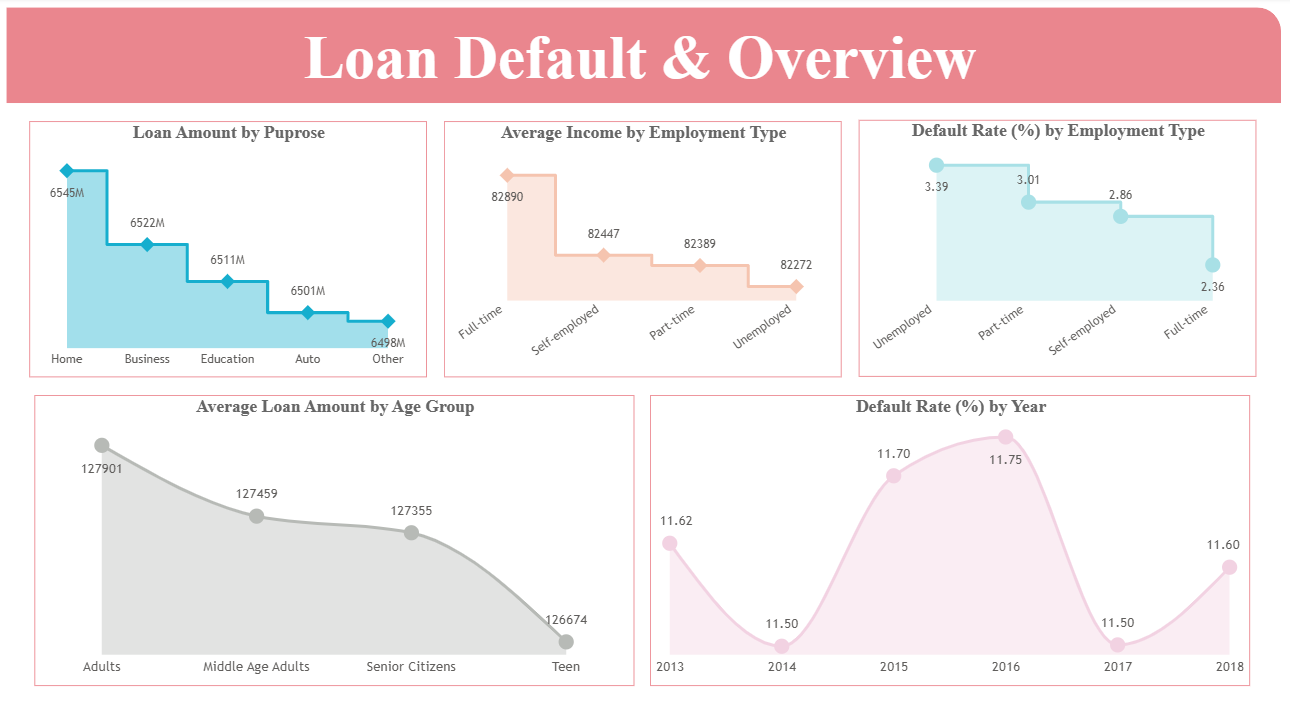 Loan Default & Overview
Loan Amount by Puprose
6545M
6522M
6511M
6501M
6498M
Home Business Education Auto Other
Average Income by Employment Type
82890
82447
82389
82272
Full-time Self-employed Part-time Unemployed
Default Rate (%) by Employment Type
3.39
3.01
2.86
2.36
Unemployed Part-time Self-employed Full-time
Average Loan Amount by Age Group
127901
127459
127355
126674
Adults Middle Age Adults Senior Citizens Teen
Default Rate (%) by Year
11.62
11.50
11.70
11.75
11.50
11.60
2013 2014 2015 2016 2017 2018